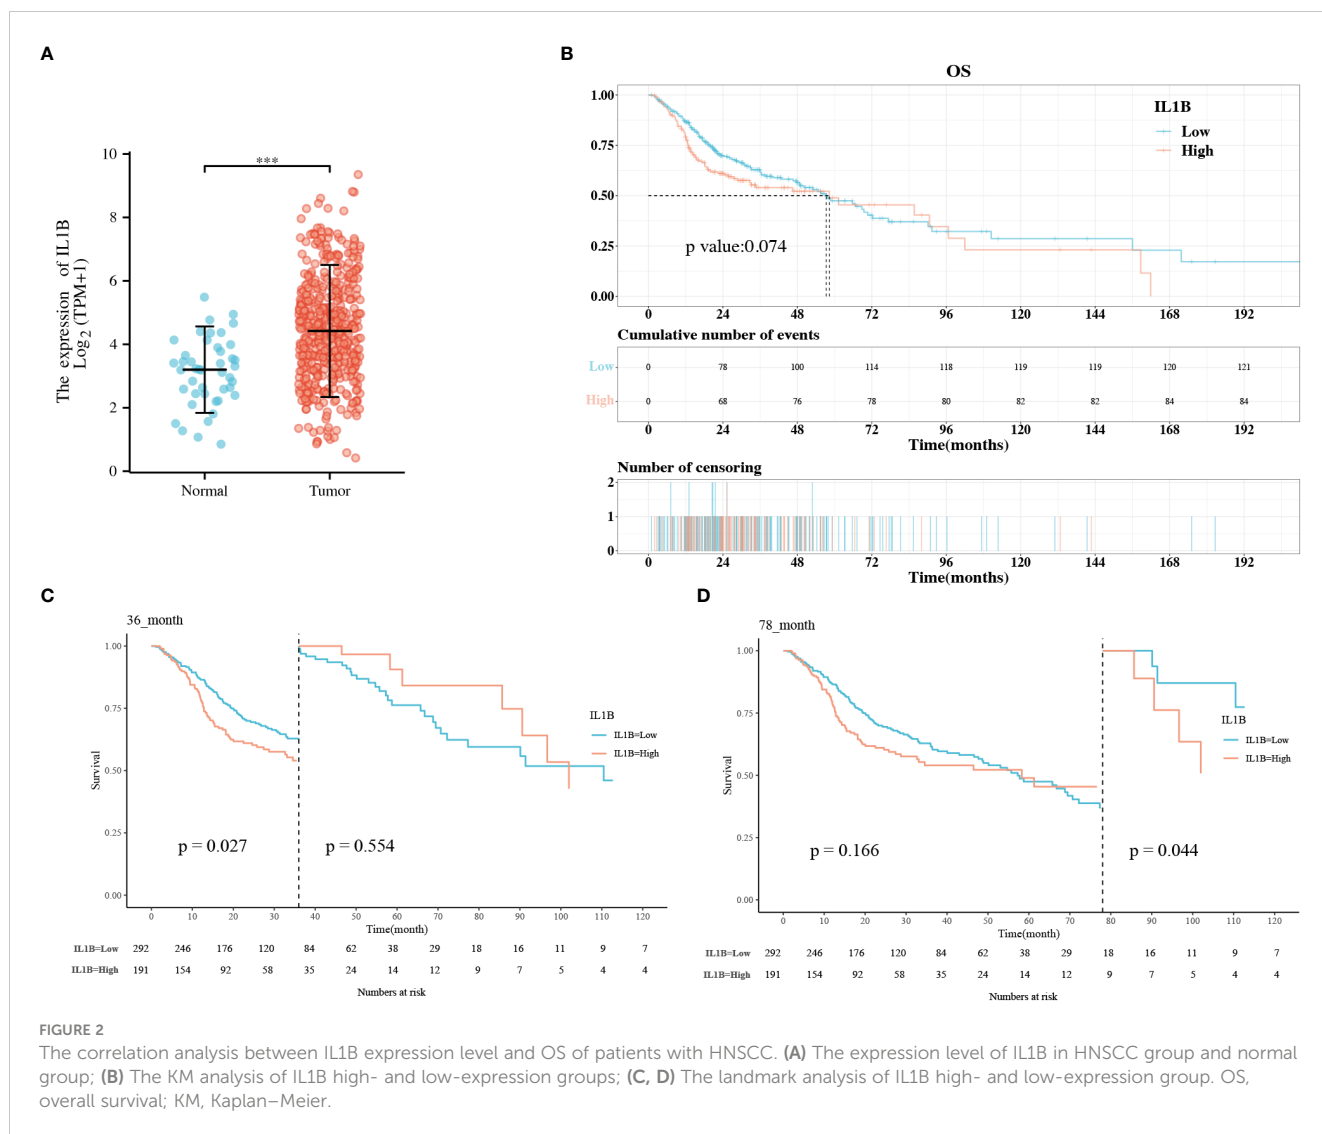 A
The expression of IL1B
Log2 (TPM+1)
10
8
6
4
2
0
***
Normal
Tumor
B
OS
1.00
0.75
0.50
0.25
0.00
IL1B
Low
High
p value:0.074
0 24 48 72 96 120 144 168 192
Cumulative number of events
Low 0 78 100 114 118 119 119 120 121
High 0 68 76 78 80 82 82 84 84
0 24 48 72 96 120 144 168 192
Time(months)
Number of censoring
2
1
0
0 24 48 72 96 120 144 168 192
Time(months)
C
36_month
Survival
1.00
0.75
0.50
0.25
0.00
IL1B
IL1B=Low
IL1B=High
p = 0.027
p = 0.554
0 10 20 30 40 50 60 70 80 90 100 110 120
Time(month)
IL1B=Low 292 246 176 120 84 62 38 29 18 16 11 9 7
IL1B=High 191 154 92 58 35 24 14 12 9 7 5 4 4
Numbers at risk
D
78_month
Survival
1.00
0.75
0.50
0.25
0.00
IL1B
IL1B=Low
IL1B=High
p = 0.166
p = 0.044
0 10 20 30 40 50 60 70 80 90 100 110 120
Time(month)
IL1B=Low 292 246 176 120 84 62 38 29 18 16 11 9 7
IL1B=High 191 154 92 58 35 24 14 12 9 7 5 4 4
Numbers at risk
FIGURE 2
The correlation analysis between IL1B expression level and OS of patients with HNSCC. (A) The expression level of IL1B in HNSCC group and normal
group; (B) The KM analysis of IL1B high- and low-expression groups; (C, D) The landmark analysis of IL1B high- and low-expression group. OS,
overall survival; KM, Kaplan–Meier.